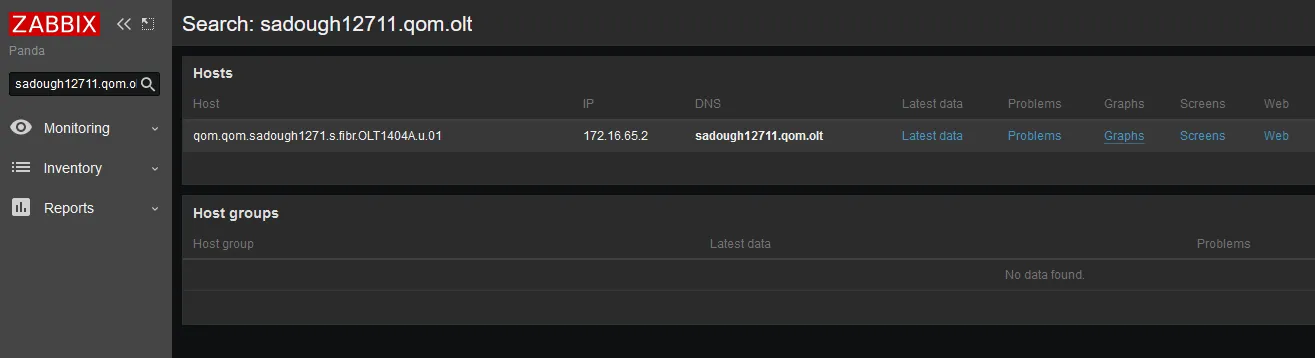 ZABBIX
Search: sadough12711.qom.olt
Panda
sadough12711.qom.ol
Hosts
Host IP DNS Latest data Problems Graphs Screens Web
Monitoring
qom.qom.sadough1271.s.fibr.OLT1404A.u.01 172.16.65.2 sadough12711.qom.olt Latest data Problems Graphs Screens Web
Inventory
Reports
Host groups
Host group Latest data Problems
No data found.